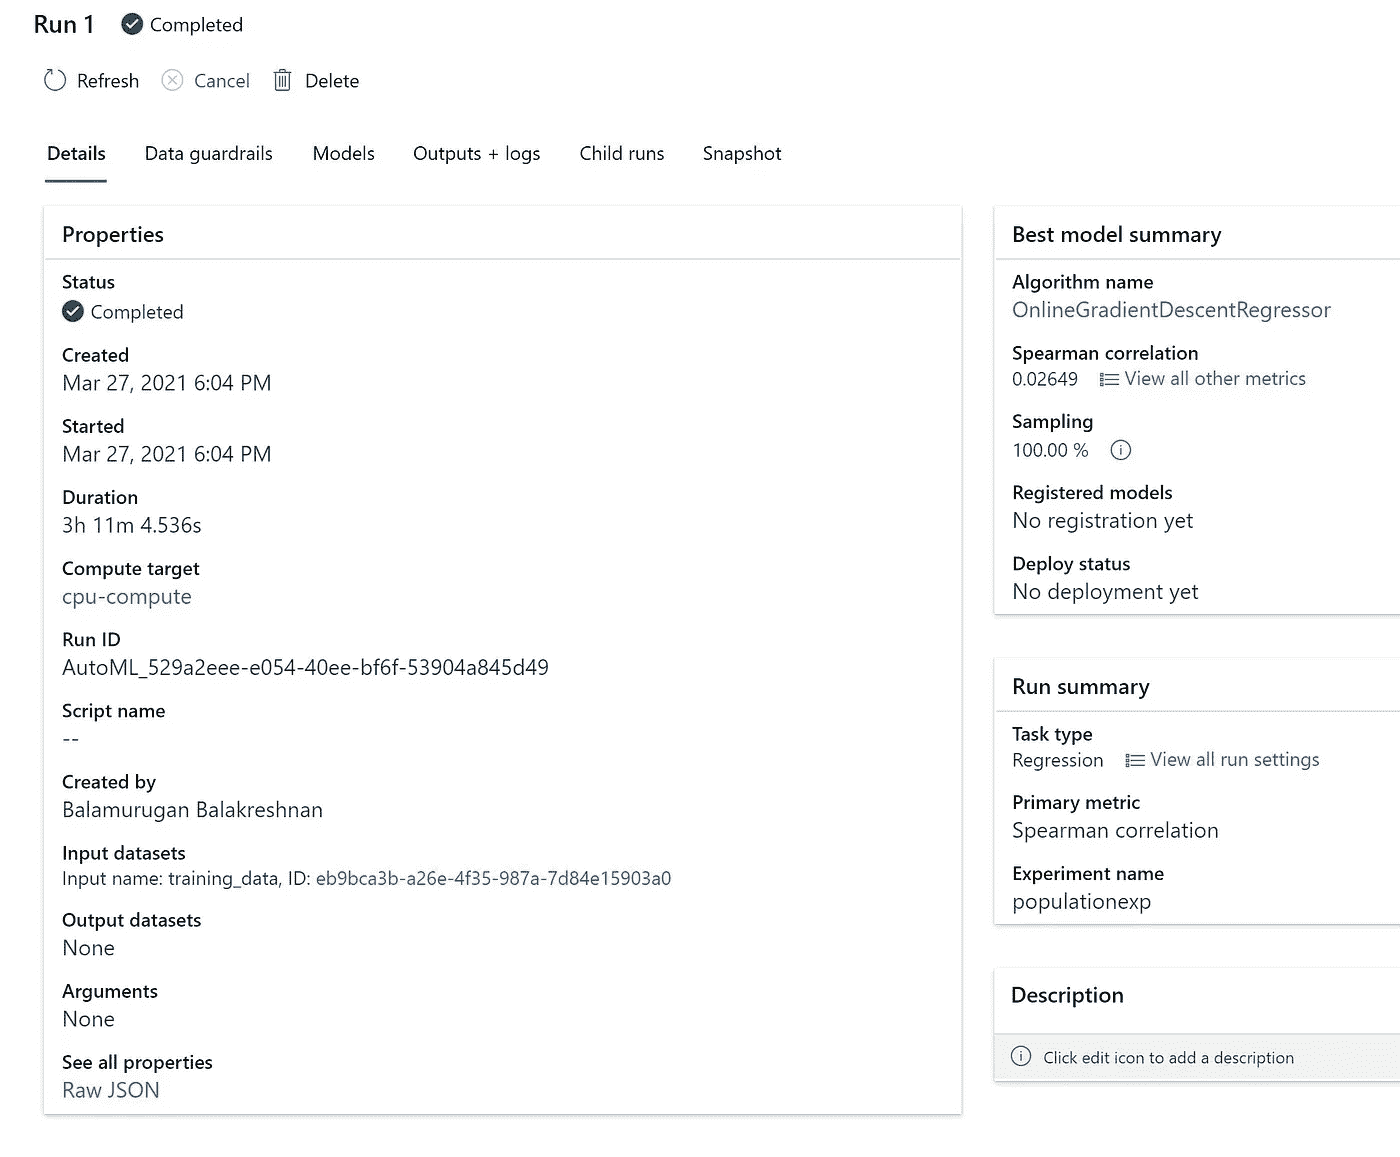 Run 1 Completed
Refresh Cancel Delete
Details Data guardrails Models Outputs + logs Child runs Snapshot
Properties
Status
Completed
Created
Mar 27, 2021 6:04 PM
Started
Mar 27, 2021 6:04 PM
Duration
3h 11m 4.536s
Compute target
cpu-compute
Run ID
AutoML_529a2eee-e054-40ee-bf6f-53904a845d49
Script name
--
Created by
Balamurugan Balakreshnan
Input datasets
Input name: training_data, ID: eb9bca3b-a26e-4f35-987a-7d84e15903a0
Output datasets
None
Arguments
None
See all properties
Raw JSON
Best model summary
Algorithm name
OnlineGradientDescentRegressor
Spearman correlation
0.02649 View all other metrics
Sampling
100.00 %
Registered models
No registration yet
Deploy status
No deployment yet
Run summary
Task type
Regression View all run settings
Primary metric
Spearman correlation
Experiment name
populationexp
Description
Click edit icon to add a description